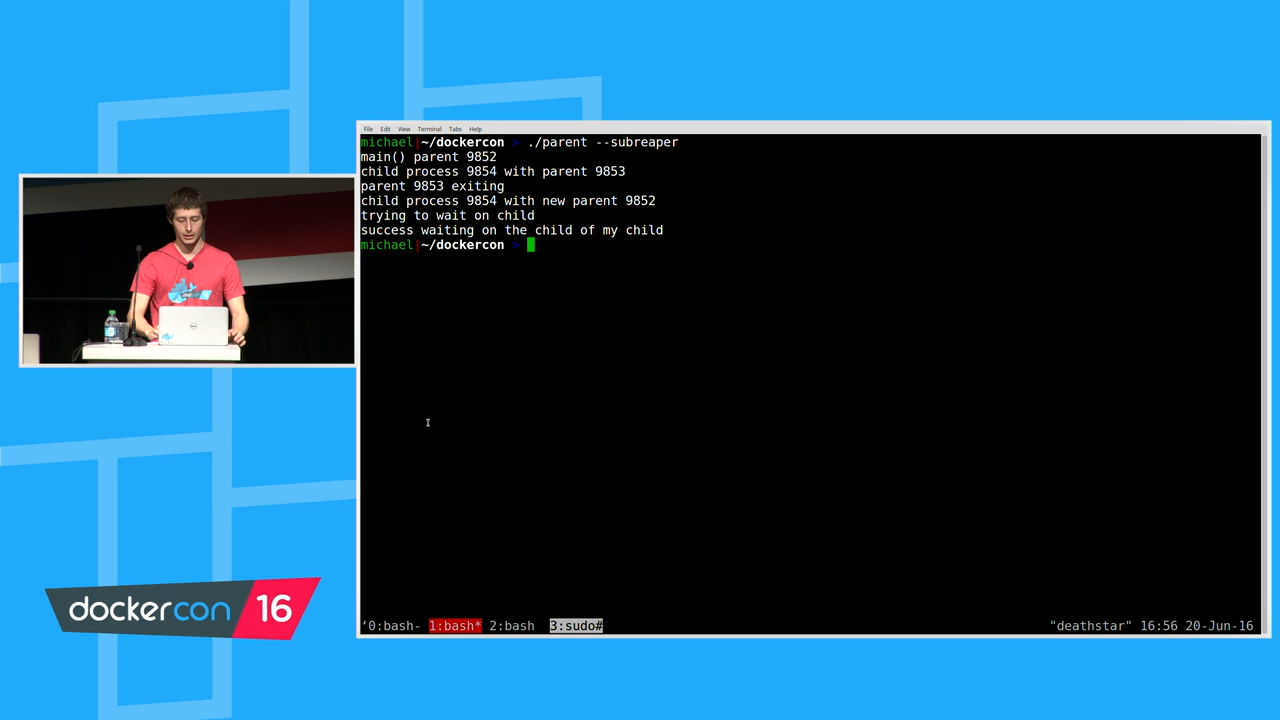 File Edit View Terminal Tabs Help
michael|~/dockercon > ./parent --subreaper
main() parent 9852
child process 9854 with parent 9853
parent 9853 exiting
child process 9854 with new parent 9852
trying to wait on child
success waiting on the child of my child
michael|~/dockercon >
dockercon 16
‘0:bash- 1:bash* 2:bash 3:sudo# "deathstar" 16:56 20-Jun-16